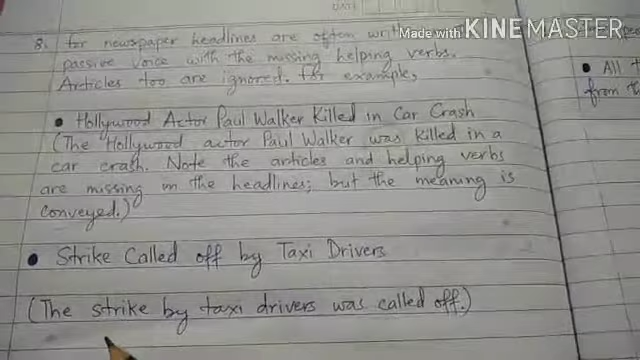 DATE
Made with KINEMASTER
8. For newspaper headlines are often
passive voice with the missing helping verbs.
Articles too are ignored. For example,
• Hollywood Actor Paul Walker Killed in Car Crash
(The Hollywood actor Paul Walker was killed in a
car crash. Note the articles and helping verbs
are missing in the headlines; but the meaning is
conveyed.)
• Strike Called off by Taxi Drivers
(The strike by taxi drivers was called off.)
• All
from